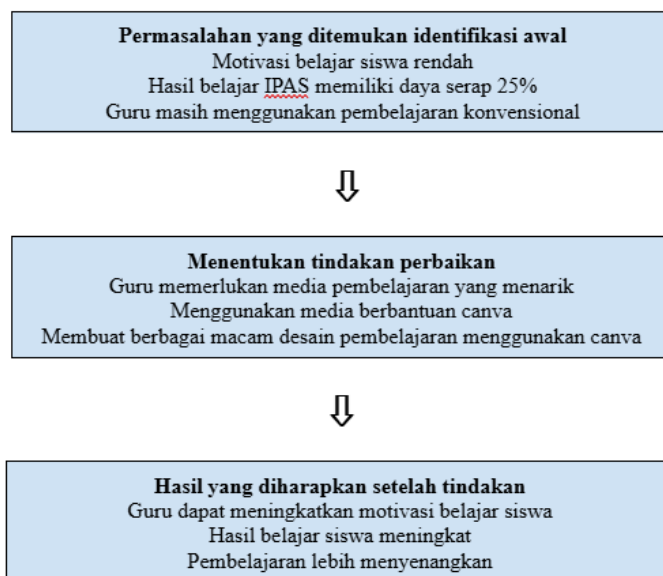 Permasalahan yang ditemukan identifikasi awal
Motivasi belajar siswa rendah
Hasil belajar IPAS memiliki daya serap 25%
Guru masih menggunakan pembelajaran konvensional
Menentukan tindakan perbaikan
Guru memerlukan media pembelajaran yang menarik
Menggunakan media berbantuan canva
Membuat berbagai macam desain pembelajaran menggunakan canva
Hasil yang diharapkan setelah tindakan
Guru dapat meningkatkan motivasi belajar siswa
Hasil belajar siswa meningkat
Pembelajaran lebih menyenangkan